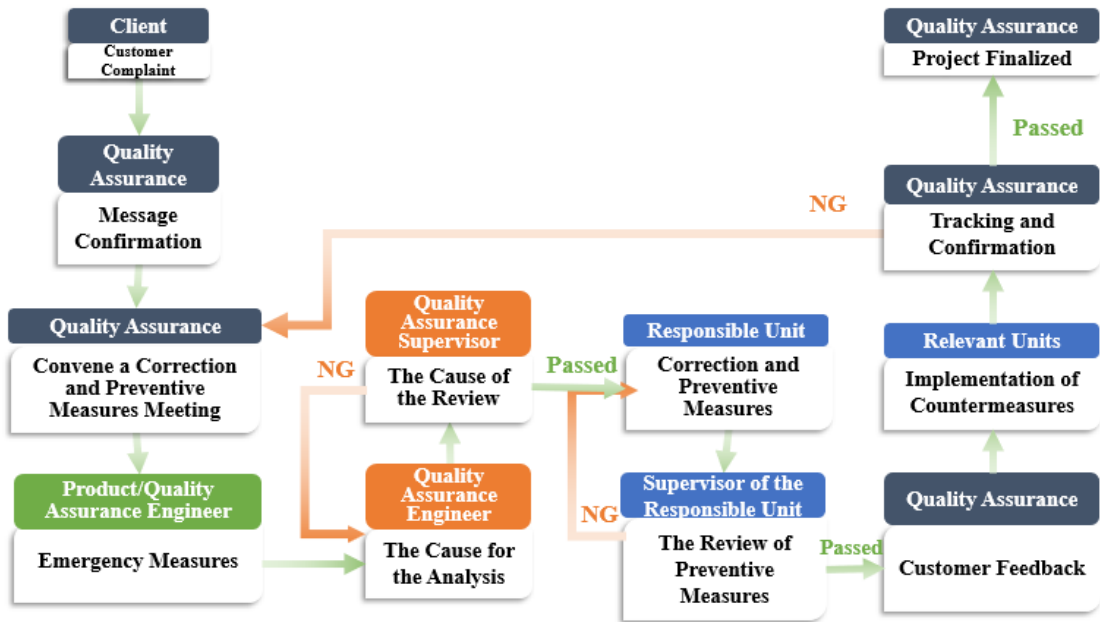 Client
Customer
Complaint
Quality
Assurance
Message
Confirmation
Quality Assurance
Convene a Correction
and Preventive
Measures Meeting
Product/Quality
Assurance Engineer
Emergency Measures
Quality
Assurance
Supervisor
The Cause of
the Review
NG
Quality
Assurance
Engineer
The Cause for
the Analysis
Passed
Responsible Unit
Correction and
Preventive
Measures
NG
Supervisor of the
Responsible Unit
The Review of
Preventive
Measures
Passed
Quality Assurance
Customer Feedback
Relevant Units
Implementation of
Countermeasures
Quality Assurance
Tracking and
Confirmation
NG
Passed
Quality Assurance
Project Finalized